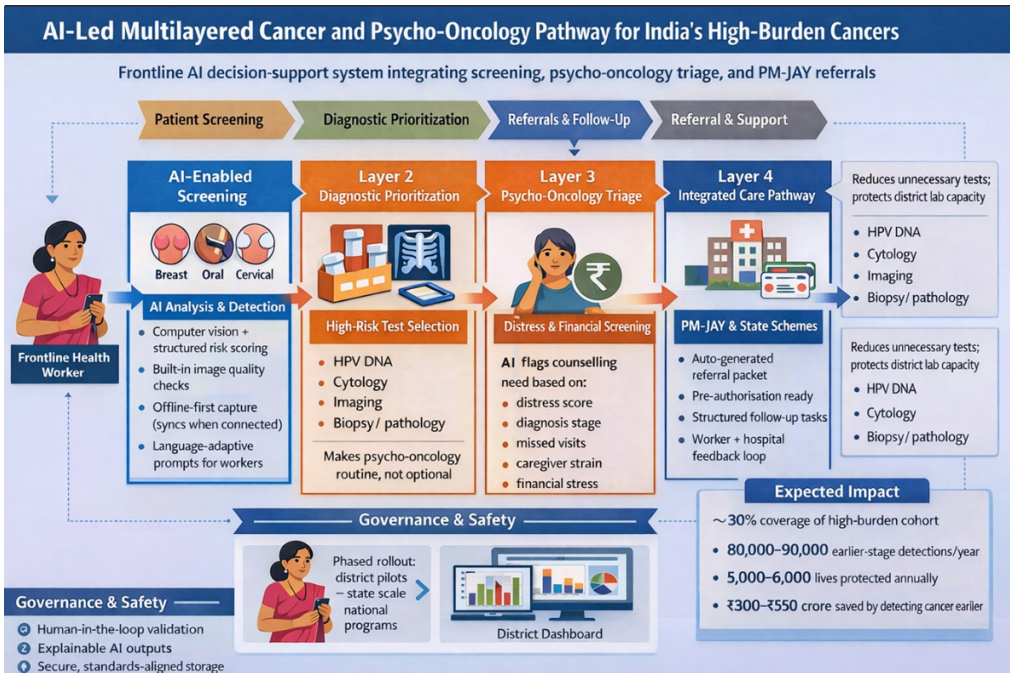 AI-Led Multilayered Cancer and Psycho-Oncology Pathway for India's High-Burden Cancers
Frontline AI decision-support system integrating screening, psycho-oncology triage, and PM-JAY referrals
Patient Screening
Diagnostic Prioritization
Referrals & Follow-Up
Referral & Support
Frontline Health
Worker
AI-Enabled
Screening
Breast
Oral
Cervical
AI Analysis & Detection
• Computer vision +
structured risk scoring
• Built-in image quality
checks
• Offline-first capture
(syncs when connected)
• Language-adaptive
prompts for workers
Layer 2
Diagnostic Prioritization
High-Risk Test Selection
• HPV DNA
• Cytology
• Imaging
• Biopsy/ pathology
Makes psycho-oncology
routine, not optional
Layer 3
Psycho-Oncology Triage
₹
Distress & Financial Screening
AI flags counselling
need based on:
• distress score
• diagnosis stage
• missed visits
• caregiver strain
• financial stress
Layer 4
Integrated Care Pathway
PM-JAY & State Schemes
• Auto-generated
referral packet
• Pre-authorisation ready
• Structured follow-up tasks
• Worker + hospital
feedback loop
Reduces unnecessary tests;
protects district lab capacity
• HPV DNA
• Cytology
• Imaging
• Biopsy/ pathology
Reduces unnecessary tests;
protects district lab capacity
• HPV DNA
• Cytology
• Biopsy/ pathology
Expected Impact
~30% coverage of high-burden cohort
• 80,000–90,000 earlier-stage detections/year
• 5,000–6,000 lives protected annually
• ₹300–₹550 crore saved by detecting cancer earlier
Governance & Safety
Phased rollout:
district pilots
– state scale
national
programs
District Dashboard
Governance & Safety
Human-in-the-loop validation
Explainable AI outputs
Secure, standards-aligned storage